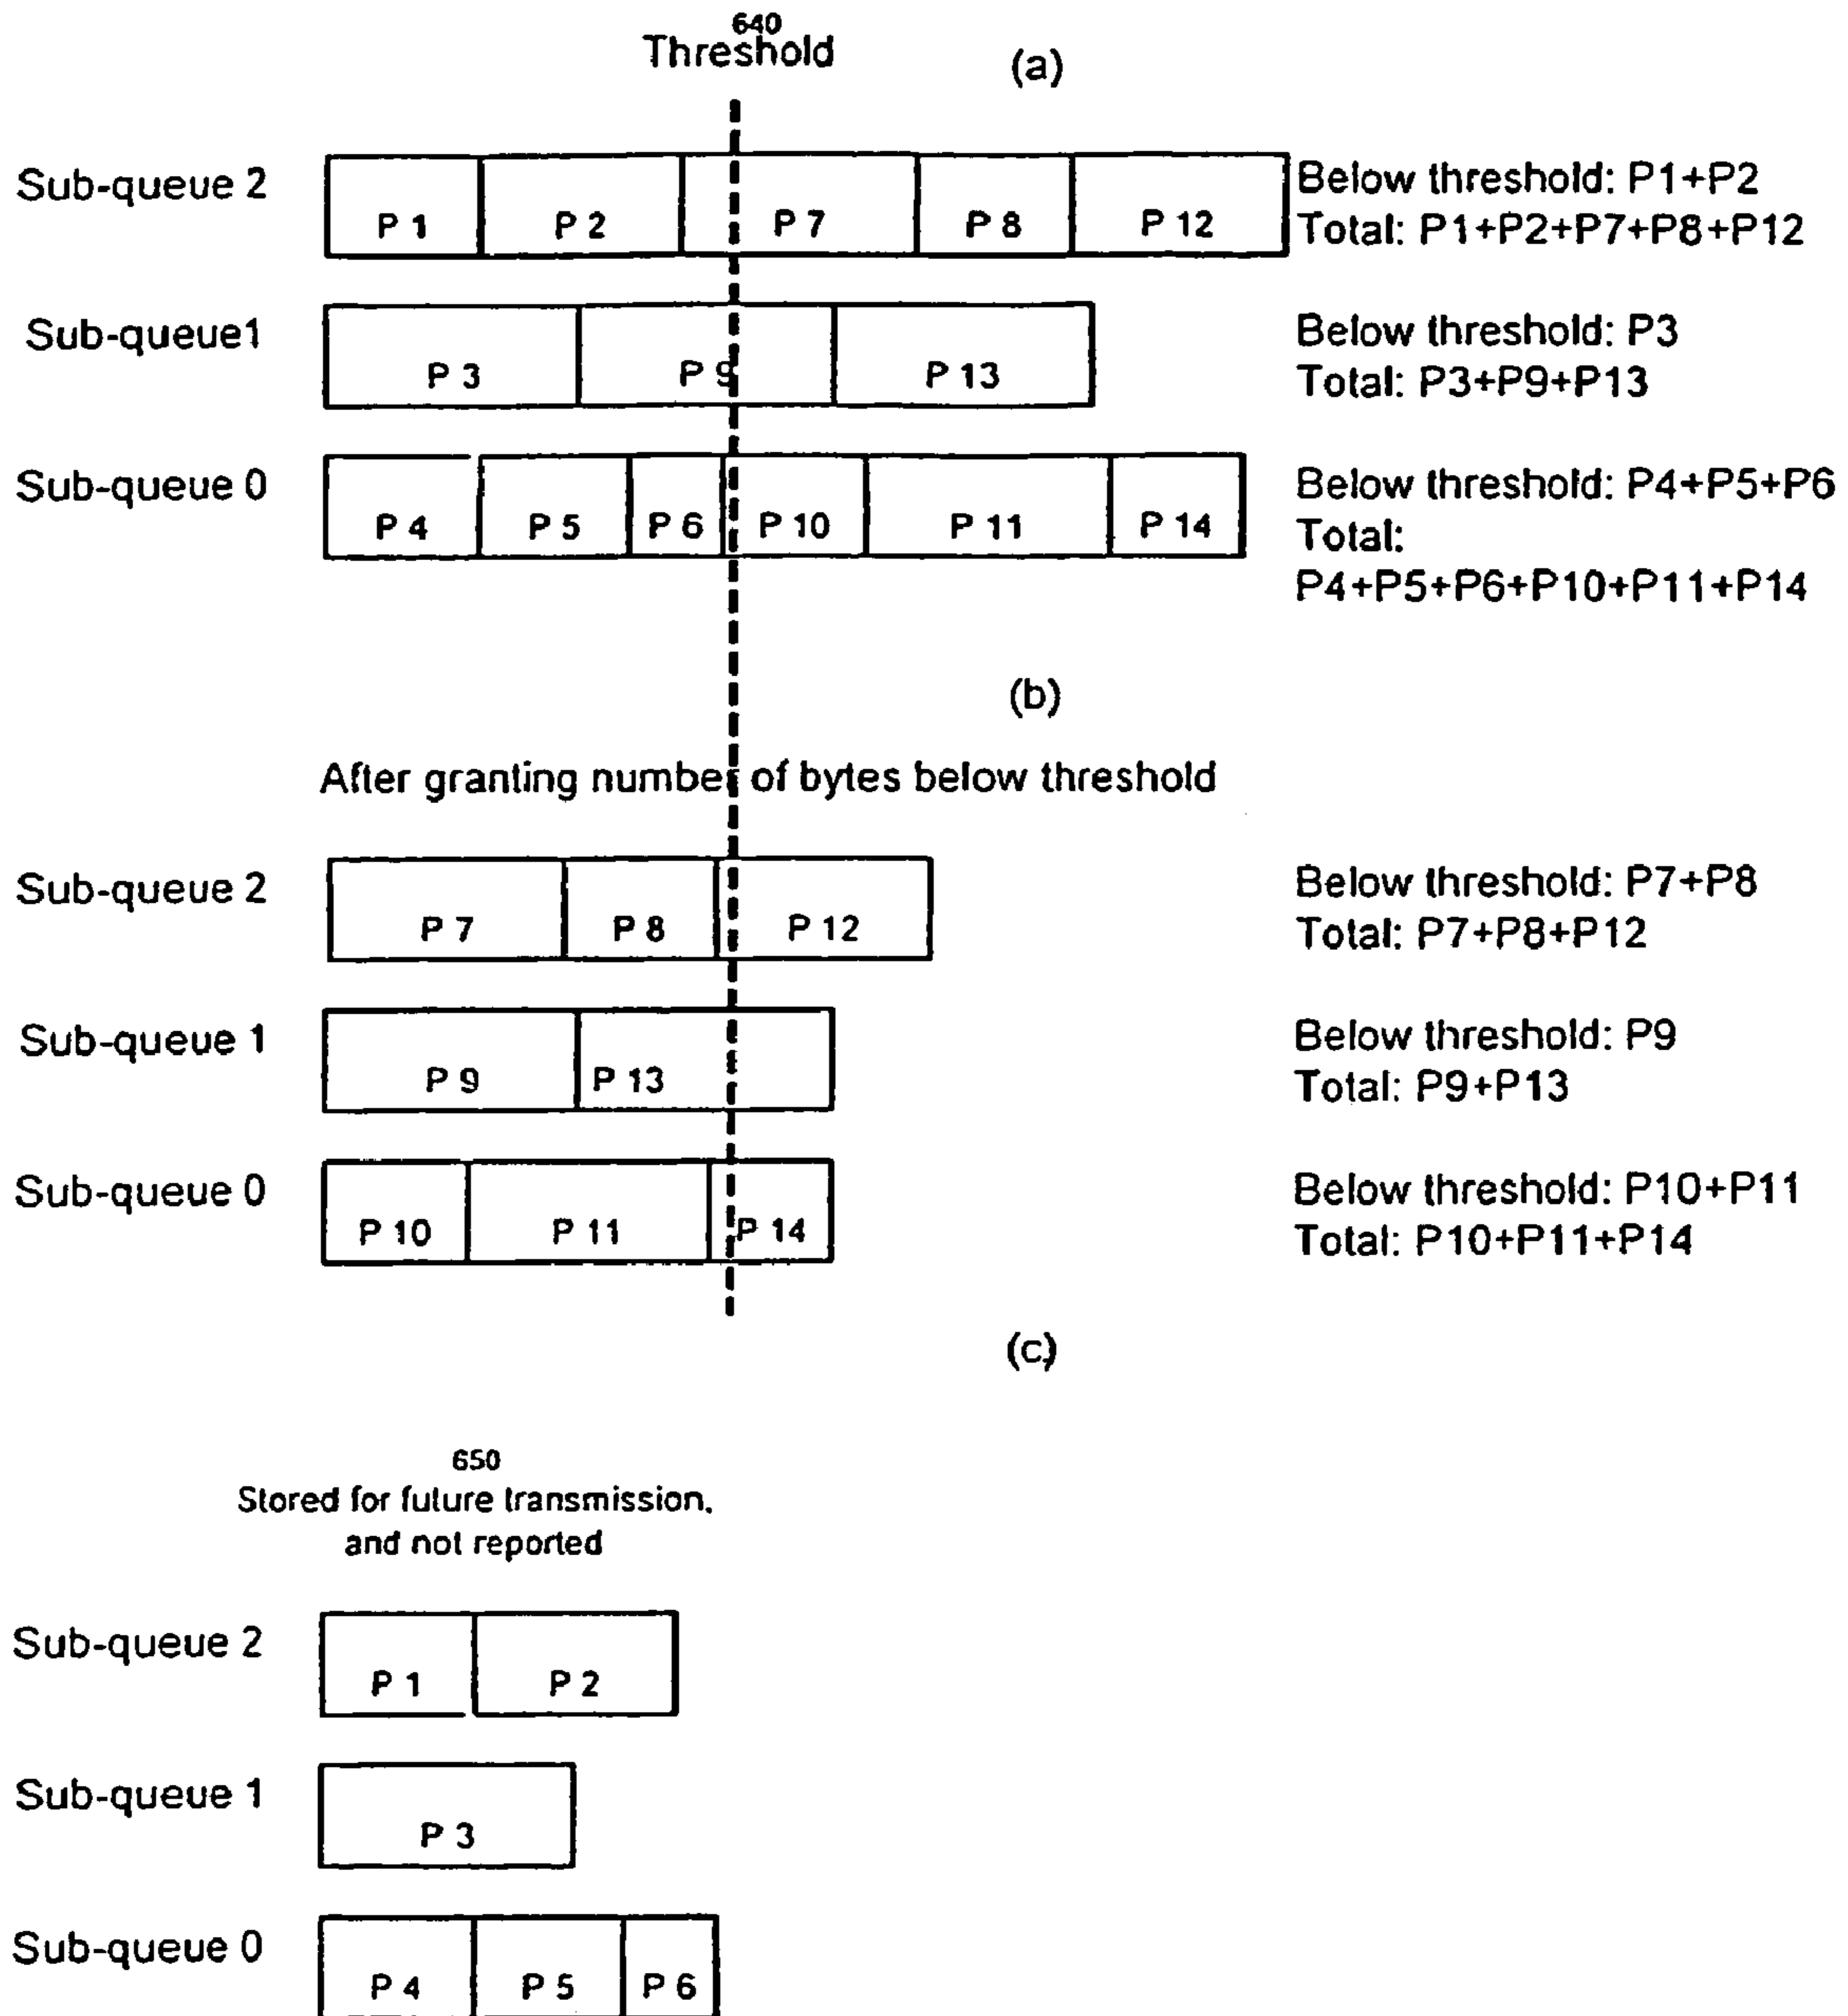 640
Threshold
(a)
Sub-queue 2
P 1 P 2 P 7 P 8 P 12
Below threshold: P1+P2
Total: P1+P2+P7+P8+P12
Sub-queue1
P 3 P 9 P 13
Below threshold: P3
Total: P3+P9+P13
Sub-queue 0
P 4 P 5 P 6 P 10 P 11 P 14
Below threshold: P4+P5+P6
Total:
P4+P5+P6+P10+P11+P14
(b)
After granting number of bytes below threshold
Sub-queue 2
P 7 P 8 P 12
Below threshold: P7+P8
Total: P7+P8+P12
Sub-queue 1
P 9 P 13
Below threshold: P9
Total: P9+P13
Sub-queue 0
P 10 P 11 P 14
Below threshold: P10+P11
Total: P10+P11+P14
(c)
650
Stored for future transmission,
and not reported
Sub-queue 2
P 1 P 2
Sub-queue 1
P 3
Sub-queue 0
P 4 P 5 P 6